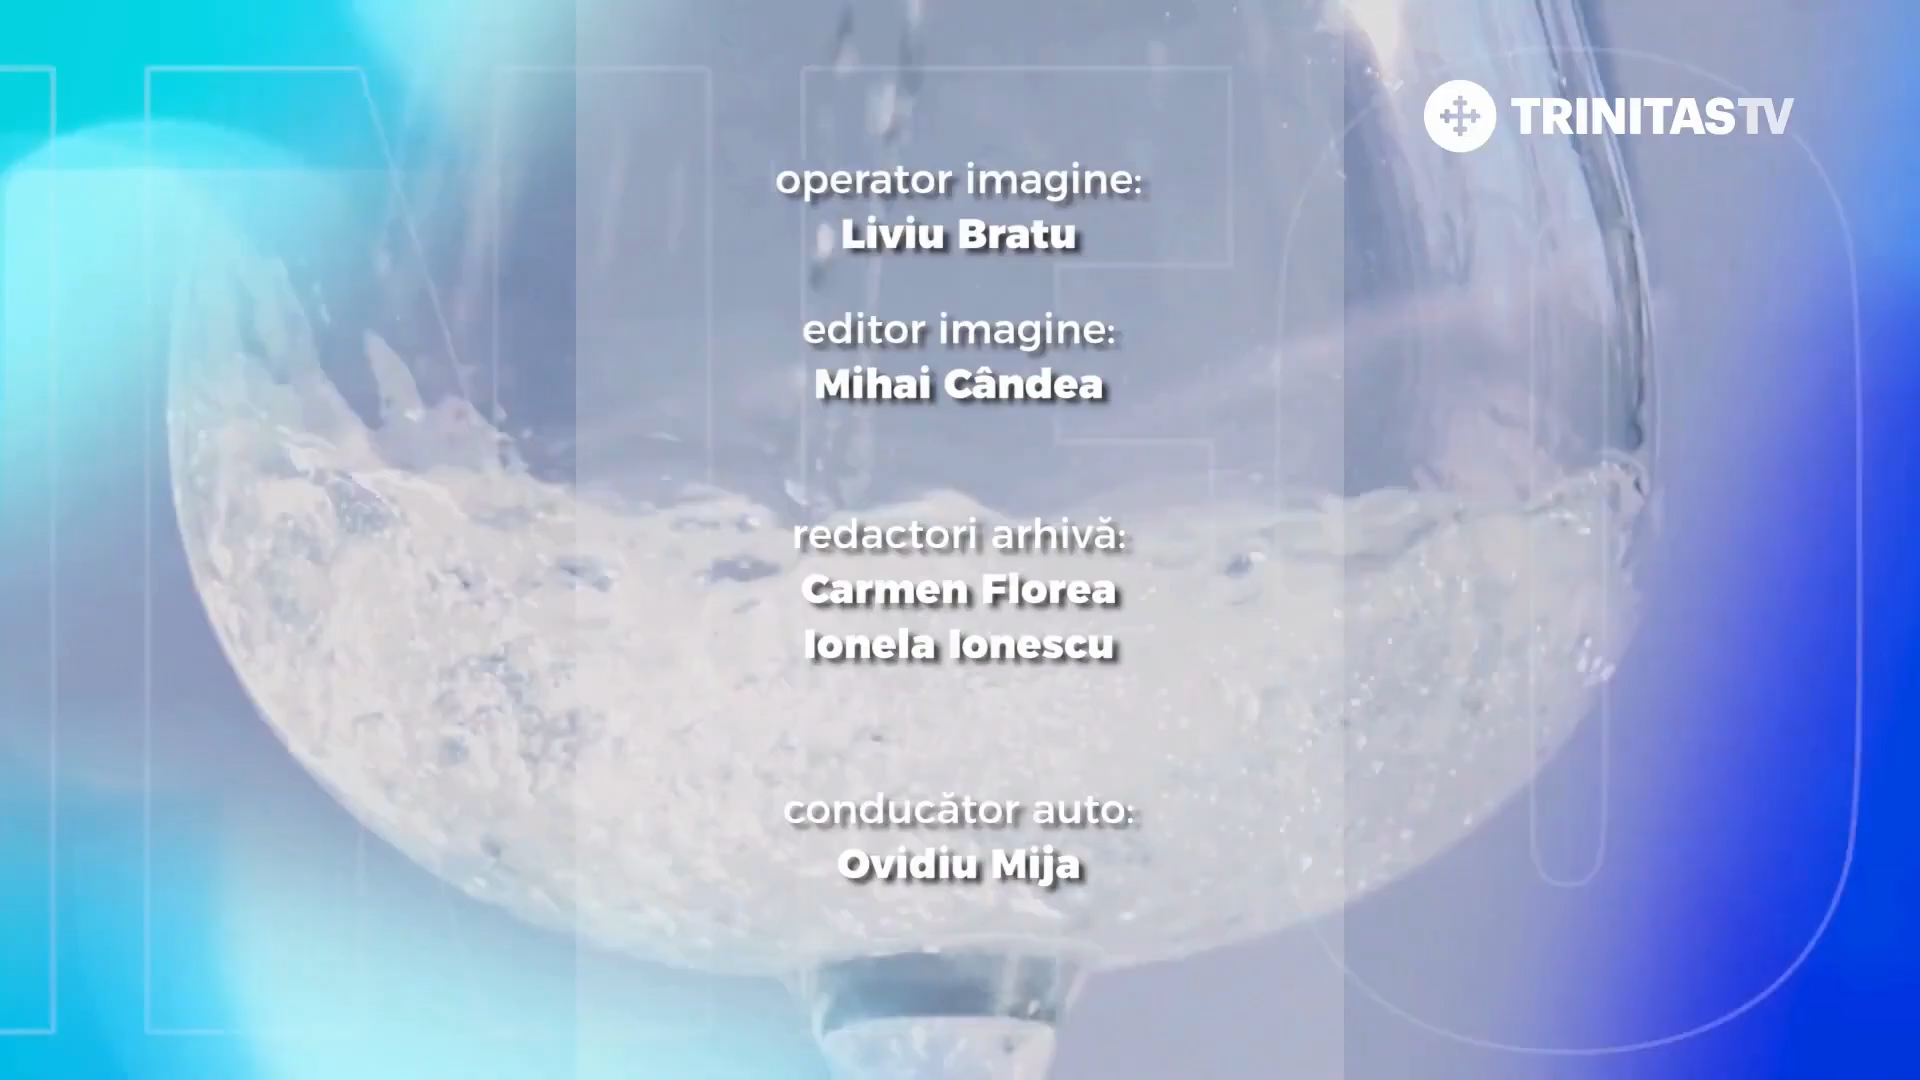 TRINITASTV
operator imagine:
Liviu Bratu
editor imagine:
Mihai Cândea
redactori arhivă:
Carmen Florea
Ionela Ionescu
conducător auto:
Ovidiu Mija